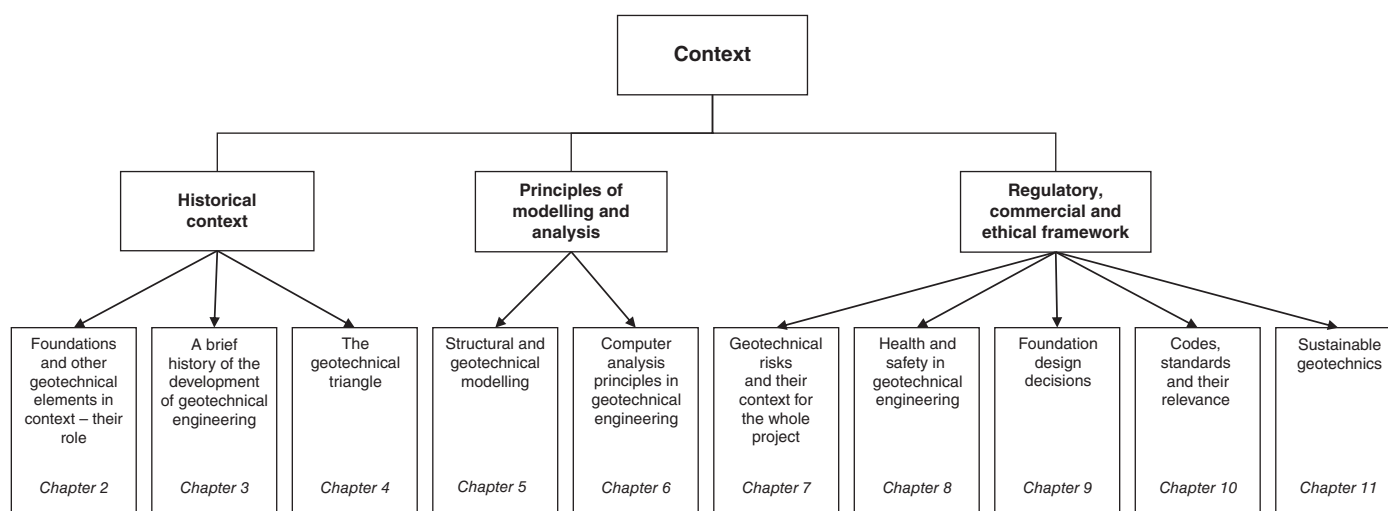 Context
Historical
context
Principles of
modelling and
analysis
Regulatory,
commercial and
ethical framework
Foundations
and other
geotechnical
elements in
context – their
role
Chapter 2
A brief
history of the
development
of geotechnical
engineering
Chapter 3
The
geotechnical
triangle
Chapter 4
Structural and
geotechnical
modelling
Chapter 5
Computer
analysis
principles in
geotechnical
engineering
Chapter 6
Geotechnical
risks
and their
context for
the whole
project
Chapter 7
Health and
safety in
geotechnical
engineering
Chapter 8
Foundation
design
decisions
Chapter 9
Codes,
standards
and their
relevance
Chapter 10
Sustainable
geotechnics
Chapter 11